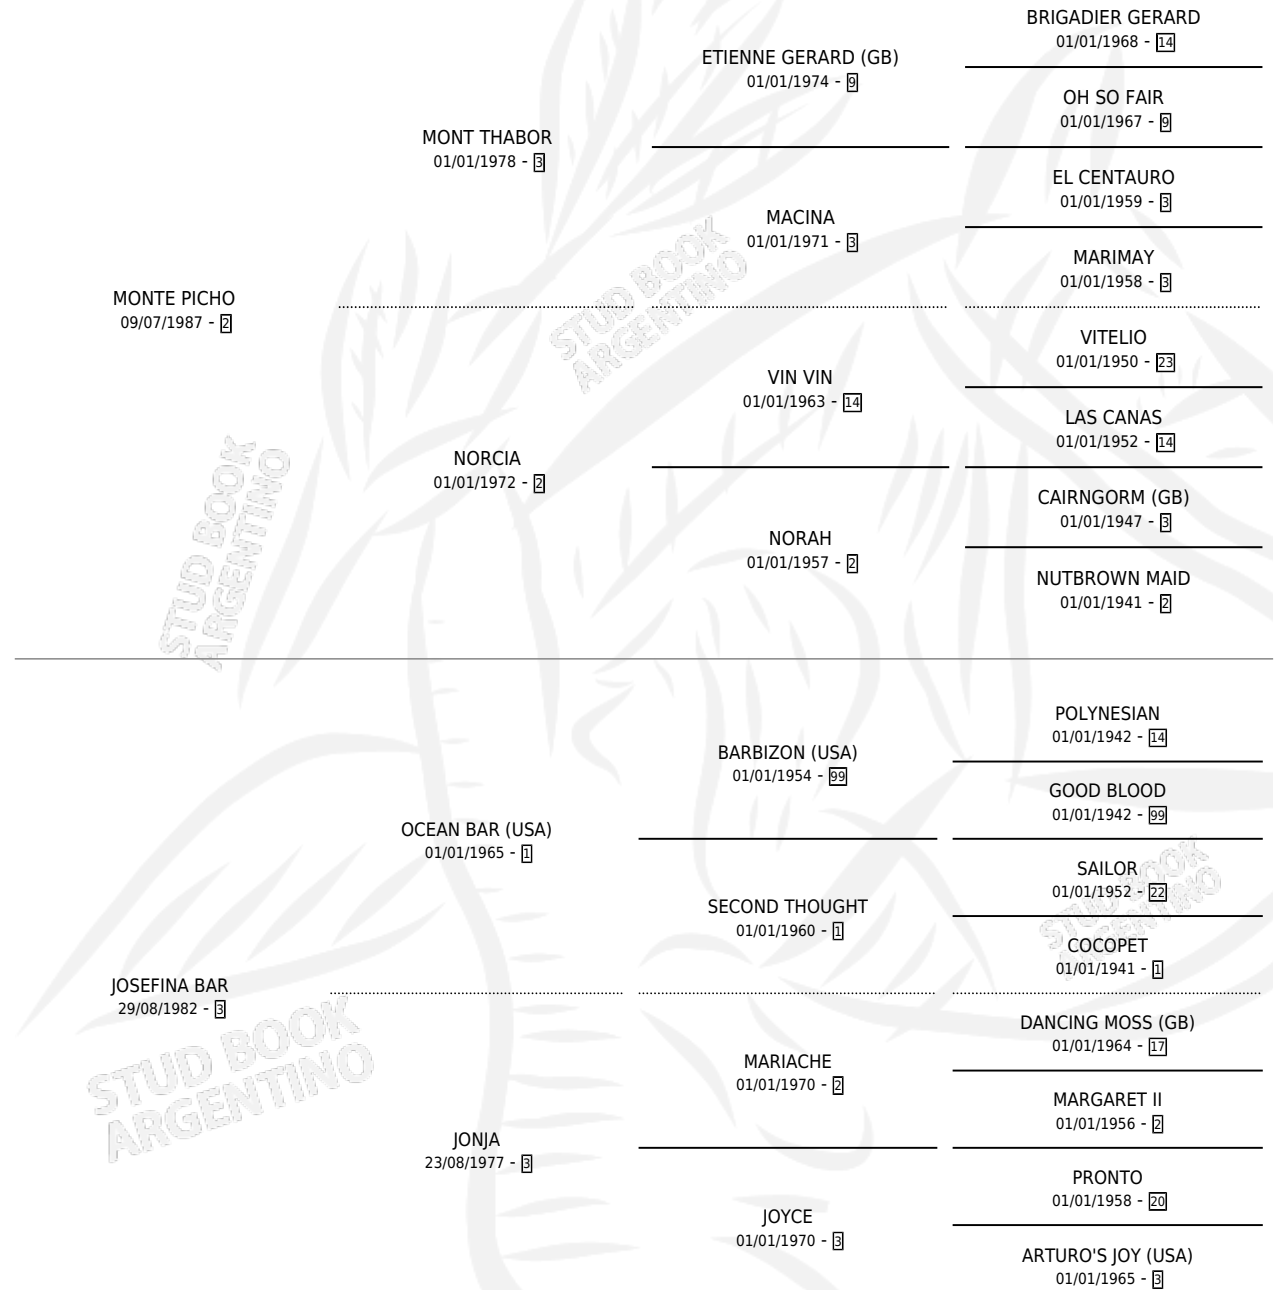 BRIGADIER GERARD
01/01/1968 - 14
ETIENNE GERARD (GB)
01/01/1974 - 9
OH SO FAIR
01/01/1967 - 9
MONT THABOR
01/01/1978 - 3
EL CENTAURO
01/01/1959 - 3
MACINA
01/01/1971 - 3
MARIMAY
01/01/1958 - 3
STUD BOOK
ARGENTINO
MONTE PICHO
09/07/1987 - 2
VITELIO
01/01/1950 - 23
VIN VIN
01/01/1963 - 14
LAS CANAS
01/01/1952 - 14
NORCIA
01/01/1972 - 2
CAIRNGORM (GB)
01/01/1947 - 3
NORAH
01/01/1957 - 2
NUTBROWN MAID
01/01/1941 - 2
STUD BOOK
ARGENTINO
POLYNESIAN
01/01/1942 - 14
BARBIZON (USA)
01/01/1954 - 99
GOOD BLOOD
01/01/1942 - 99
OCEAN BAR (USA)
01/01/1965 - 1
SAILOR
01/01/1952 - 22
SECOND THOUGHT
01/01/1960 - 1
STUD BOOK
ARGENTINO
COCOPET
01/01/1941 - 1
JOSEFINA BAR
29/08/1982 - 3
DANCING MOSS (GB)
01/01/1964 - 17
MARIACHE
01/01/1970 - 2
MARGARET II
01/01/1956 - 2
STUD BOOK
ARGENTINO
JONJA
23/08/1977 - 3
PRONTO
01/01/1958 - 20
JOYCE
01/01/1970 - 3
ARTURO'S JOY (USA)
01/01/1965 - 3